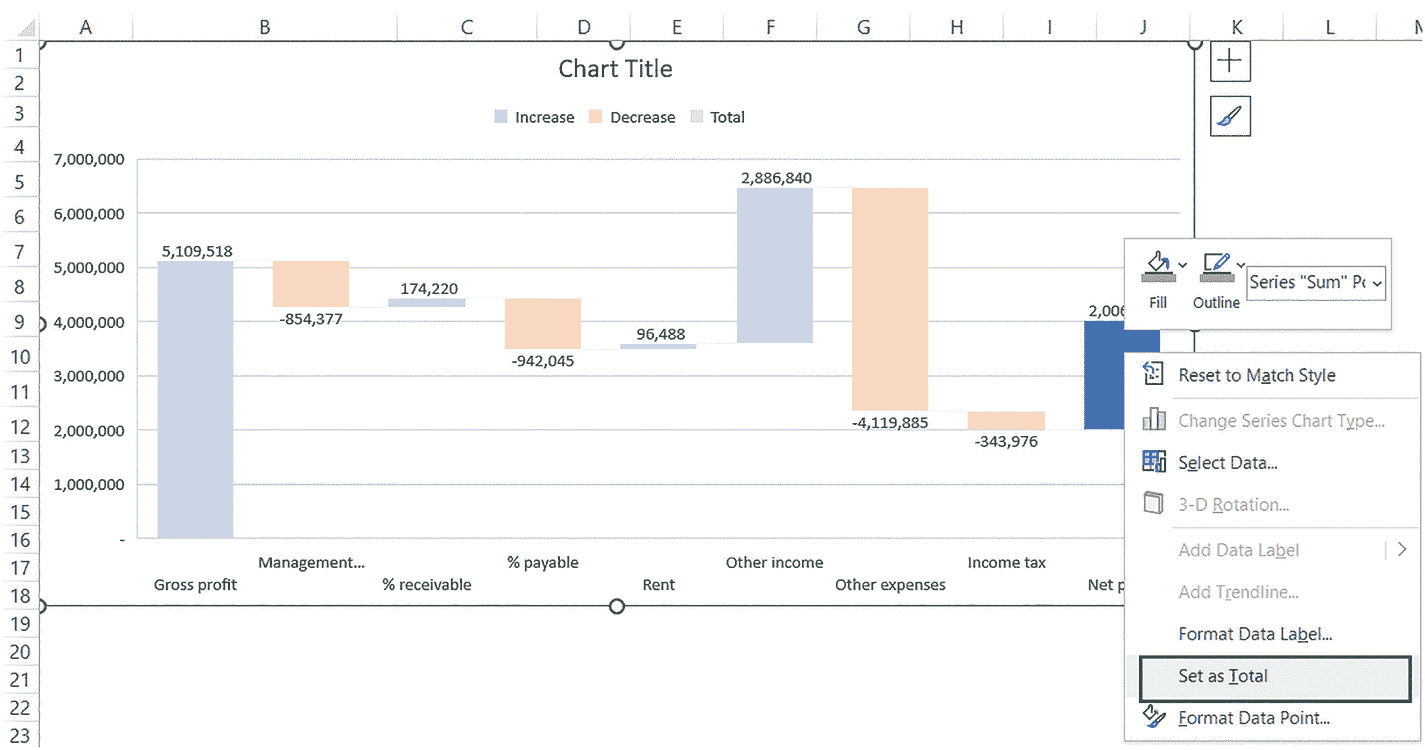 A B C D E F G H I J K L M
1
2
3
4
5
6
7
8
9
10
11
12
13
14
15
16
17
18
19
20
21
22
23
Chart Title
Increase Decrease Total
7,000,000
6,000,000
5,000,000
4,000,000
3,000,000
2,000,000
1,000,000
-
5,109,518
-854,377
174,220
-942,045
96,488
2,886,840
-4,119,885
-343,976
2,006
Management... % payable Other income Income tax
Gross profit % receivable Rent Other expenses Net p
Fill Outline Series "Sum" Pc
Reset to Match Style
Change Series Chart Type...
Select Data...
3-D Rotation...
Add Data Label
Add Trendline...
Format Data Label...
Set as Total
Format Data Point...